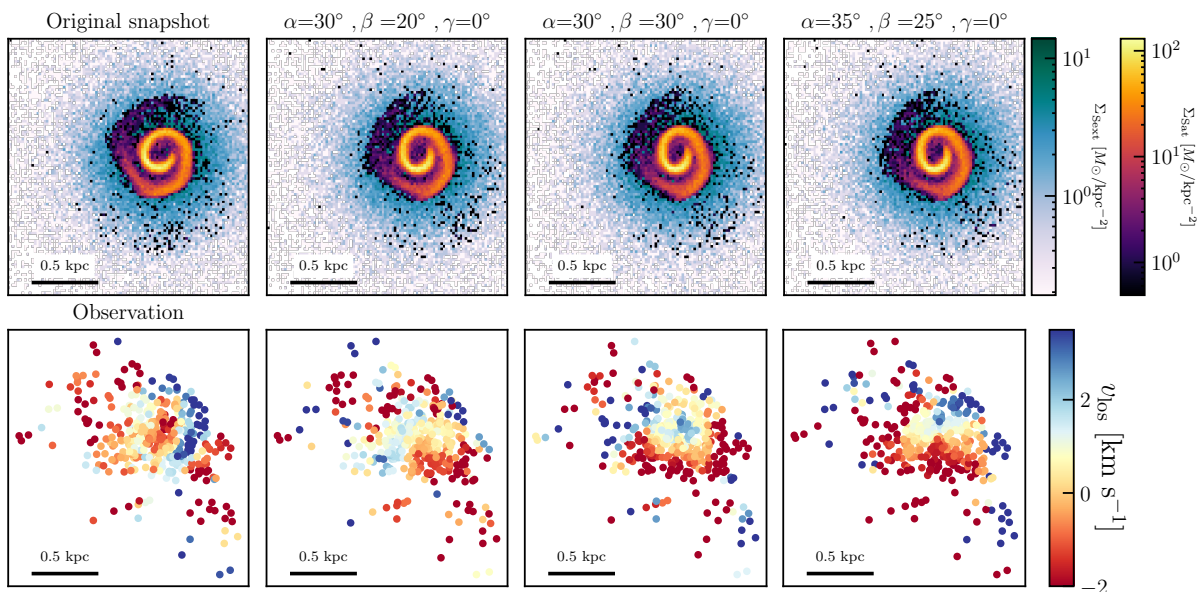 Original snapshot
α=30° , β =20° , γ=0°
α=30° , β =30° , γ=0°
α=35° , β =25° , γ=0°
0.5 kpc
0.5 kpc
0.5 kpc
0.5 kpc
10¹
10⁰
Σ_Sext [M_⊙/kpc⁻²]
10²
10¹
10⁰
Σ_Sat [M_⊙/kpc⁻²]
Observation
0.5 kpc
0.5 kpc
0.5 kpc
0.5 kpc
2
0
−2
v_los [km s⁻¹]